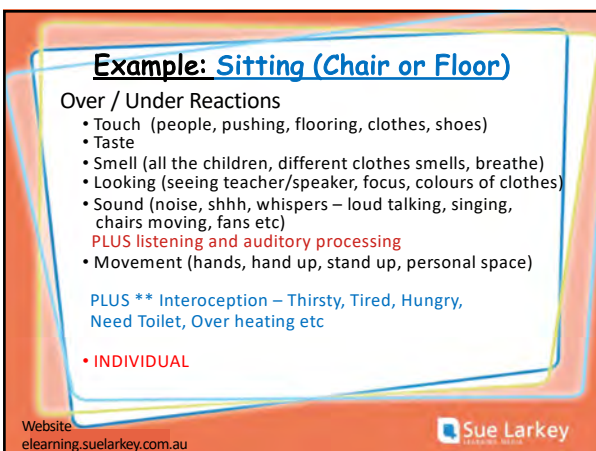 Example: Sitting (Chair or Floor)
Over / Under Reactions
• Touch (people, pushing, flooring, clothes, shoes)
• Taste
• Smell (all the children, different clothes smells, breathe)
• Looking (seeing teacher/speaker, focus, colours of clothes)
• Sound (noise, shhh, whispers – loud talking, singing,
chairs moving, fans etc)
PLUS listening and auditory processing
• Movement (hands, hand up, stand up, personal space)
PLUS ** Interoception – Thirsty, Tired, Hungry,
Need Toilet, Over heating etc
• INDIVIDUAL
Website
elearning.suelarkey.com.au
Sue Larkey
LEARNING MEDIA